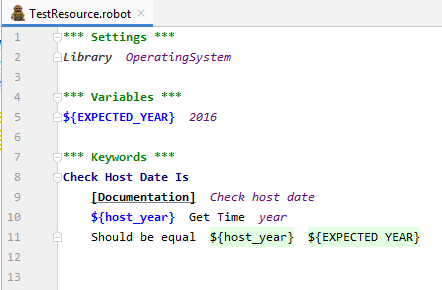 TestResource.robot
1 *** Settings ***
2 Library  OperatingSystem
3
4 *** Variables ***
5 ${EXPECTED_YEAR}  2016
6
7 *** Keywords ***
8 Check Host Date Is
9     [Documentation]  Check host date
10     ${host_year}  Get Time  year
11     Should be equal  ${host_year}  ${EXPECTED YEAR}
12
13